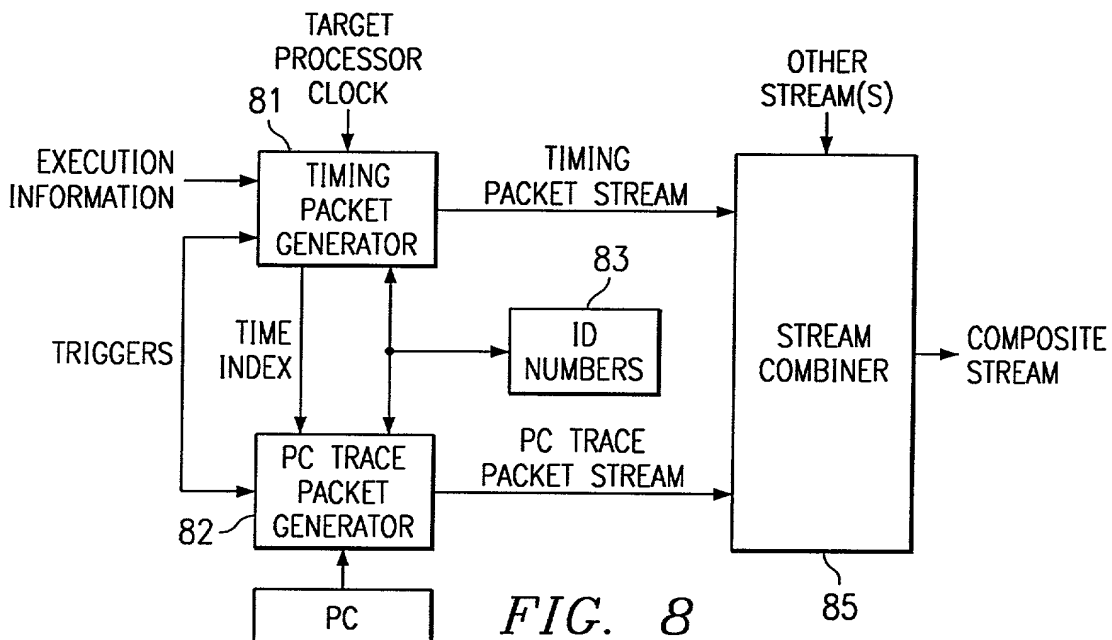 TARGET
PROCESSOR
CLOCK
OTHER
STREAM(S)
81
EXECUTION
INFORMATION
TIMING
PACKET
GENERATOR
TIMING
PACKET STREAM
83
TRIGGERS
TIME
INDEX
ID
NUMBERS
STREAM
COMBINER
COMPOSITE
STREAM
PC TRACE
PACKET
GENERATOR
PC TRACE
PACKET STREAM
82
85
PC
FIG. 8